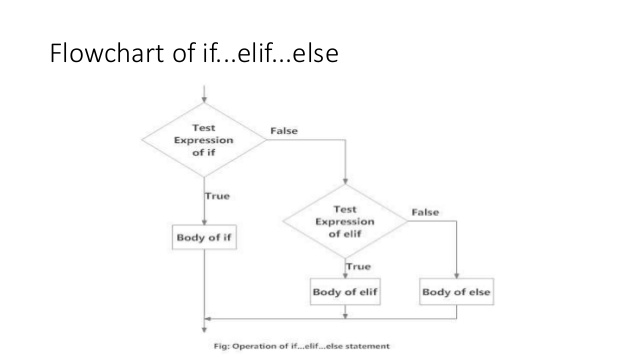 Flowchart of if...elif...else
Test
Expression
of if
False
True
Body of if
Test
Expression
of elif
False
True
Body of elif
Body of else
Fig: Operation of if...elif...else statement